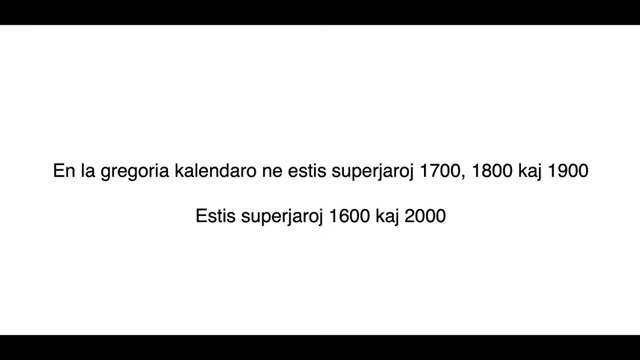 En la gregoria kalendaro ne estis superjaroj 1700, 1800 kaj 1900
Estis superjaroj 1600 kaj 2000